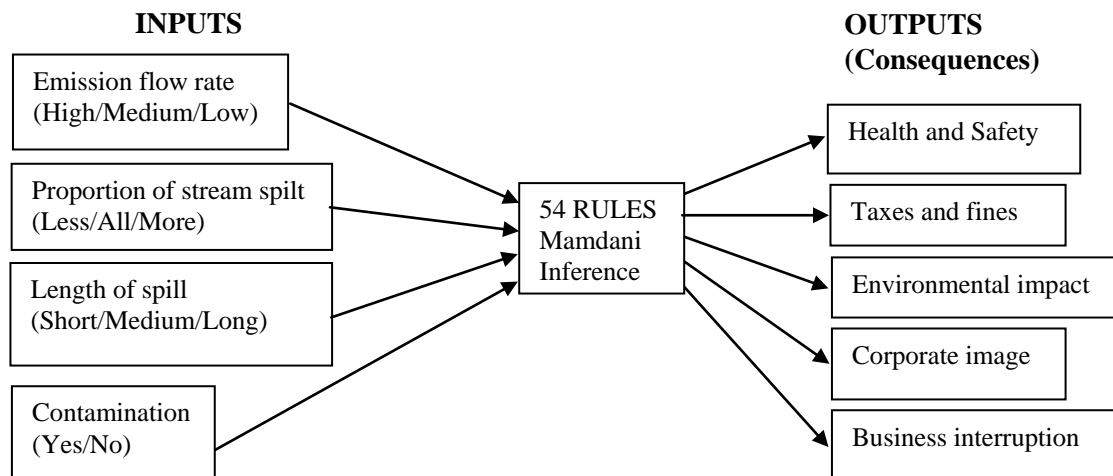 INPUTS
Emission flow rate
(High/Medium/Low)
Proportion of stream spilt
(Less/All/More)
Length of spill
(Short/Medium/Long)
Contamination
(Yes/No)
54 RULES
Mamdani
Inference
OUTPUTS
(Consequences)
Health and Safety
Taxes and fines
Environmental impact
Corporate image
Business interruption